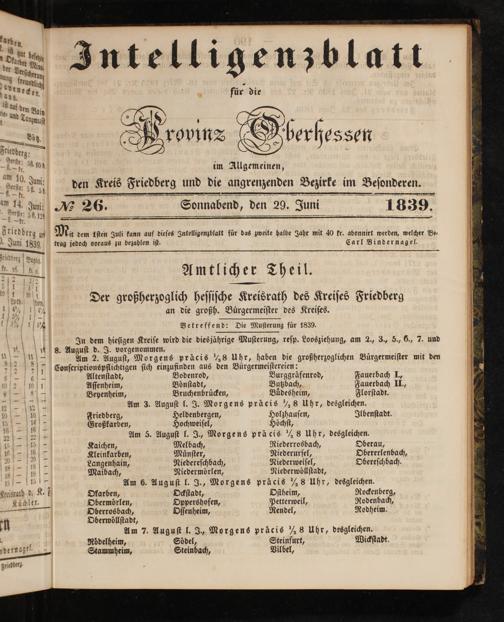 Intelligenzblatt
für die
Provinz Oberhessen
im Allgemeinen,
den Kreis Friedberg und die angrenzenden Bezirke im Besonderen.
№ 26. Sonnabend, den 29. Juni 1839.
Mit dem 1sten Juli kann auf dieses Intelligenzblatt für das zweite halbe Jahr mit 40 kr. abonnirt werden, welcher Be-
trag jedoch voraus zu bezahlen ist. Carl Bindernagel.
Amtlicher Theil.
Der großherzoglich hessische Kreisrath des Kreises Friedberg
an die großh. Bürgermeister des Kreises.
Betreffend: Die Musterung für 1839.
In dem hiesigen Kreise wird die diesjährige Musterung, resp. Loosziehung, am 2., 3., 5., 6., 7. und
8. August d. J. vorgenommen.
Am 2. August, Morgens präcis ½8 Uhr, haben die großherzoglichen Bürgermeister mit den
Conscriptionspflichtigen sich einzufinden aus den Bürgermeistereien:
Altenstadt, Bodenrod, Burggräfenrod, Fauerbach I.,
Assenheim, Bönstadt, Butzbach, Fauerbach II.,
Beyenheim, Bruchenbrücken, Büdesheim, Florstadt.
Am 3. August l. J. Morgens präcis ½8 Uhr, desgleichen.
Friedberg, Heldenbergen, Holzhausen, Ilbenstadt.
Großkarben, Hochweisel, Höchst,
Am 5. August l. J., Morgens präcis ½8 Uhr, desgleichen.
Kaichen, Melbach, Niederrosbach, Oberau,
Kleinkarben, Münster, Niederursel, Obererlenbach,
Langenhain, Niedereschbach, Niederweisel, Obereschbach.
Maibach, Niedermörlen, Niederwöllstadt,
Am 6. August l. J., Morgens präcis ½8 Uhr, desgleichen.
Okarben, Ockstadt, Ostheim, Rockenberg,
Obermörlen, Oppershofen, Petterweil, Rodenbach,
Oberrosbach, Ossenheim, Rendel, Rodheim.
Oberwöllstadt,
Am 7. August l. J., Morgens präcis ½8 Uhr, desgleichen.
Rödelheim, Södel, Steinfurt, Wickstadt.
Stammheim, Steinbach, Vilbel,